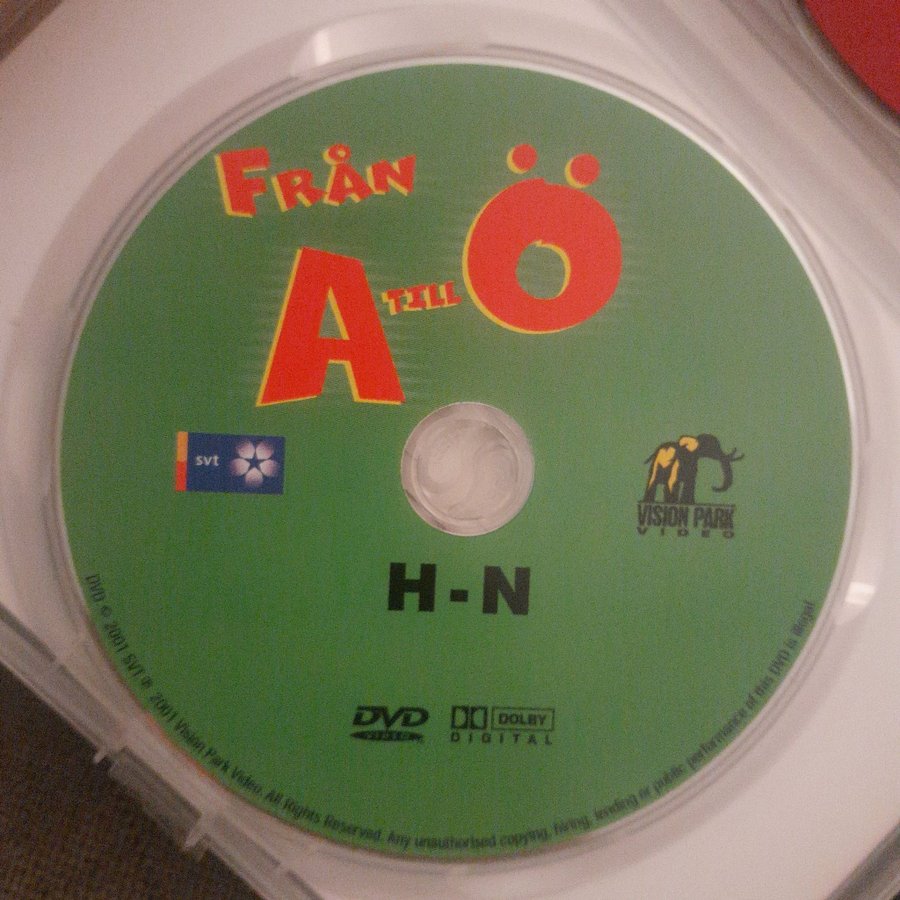 FRÅN
A TILL Ö
svt
VISION PARK
VIDEO
H-N
DVD
VIDEO
DOLBY
DIGITAL
DVD © 2001 SVT ℗ 2001 Vision Park Video. All Rights Reserved. Any unauthorised copying, hiring, lending or public performance of this DVD is illegal